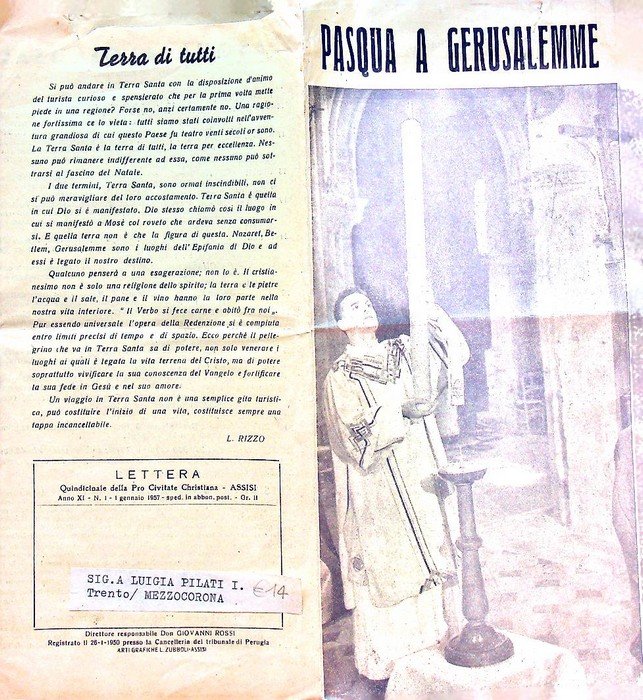 Terra di tutti
Si può andare in Terra Santa con la disposizione d'animo
del turista curioso e spensierato che per la prima volta mette
piede in una regione? Forse no, anzi certamente no. Una ragio-
ne fortissima ce lo vieta: tutti siamo stati coinvolti nell'avven-
tura grandiosa di cui questo Paese fu teatro venti secoli or sono.
La Terra Santa è la terra di tutti, la terra per eccellenza. Nes-
suno può rimanere indifferente ad essa, come nessuno può sot-
trarsi al fascino del Natale.
I due termini, Terra Santa, sono ormai inscindibili, non ci
si può meravigliare del loro accostamento. Terra Santa è quella
in cui Dio si è manifestato. Dio stesso chiamò così il luogo in
cui si manifestò a Mosè col roveto che ardeva senza consumar-
si. E quella terra non è che la figura di questa. Nazaret, Be-
tlem, Gerusalemme sono i luoghi dell'Epifania di Dio e ad
essi è legato il nostro destino.
Qualcuno penserà a una esagerazione; non lo è. Il cristia-
nesimo non è solo una religione dello spirito; la terra e le pietre
l'acqua e il sale, il pane e il vino hanno la loro parte nella
nostra vita interiore. " Il Verbo si fece carne e abitò fra noi „.
Pur essendo universale l'opera della Redenzione si è compiuta
entro limiti precisi di tempo e di spazio. Ecco perchè il pelle-
grino che va in Terra Santa sa di potere, non solo venerare i
luoghi ai quali è legata la vita terrena del Cristo, ma di potere
soprattutto vivificare la sua conoscenza del Vangelo e fortificare
la sua fede in Gesù e nel suo amore.
Un viaggio in Terra Santa non è una semplice gita turisti-
ca, può costituire l'inizio di una vita, costituisce sempre una
tappa incancellabile.
L. RIZZO
LETTERA
Quindicinale della Pro Civitate Christiana - ASSISI
Anno XI - N. 1 - 1 gennaio 1957 - sped. in abbon. post. - Gr. II
SIG.A LUIGIA PILATI I.
Trento/ MEZZOCORONA
€ 14
Direttore responsabile Don GIOVANNI ROSSI
Registrato il 26-1-1950 presso la Cancelleria del tribunale di Perugia
ARTI GRAFICHE L. ZUBBOLI-ASSISI
PASQUA A GERUSALEMME